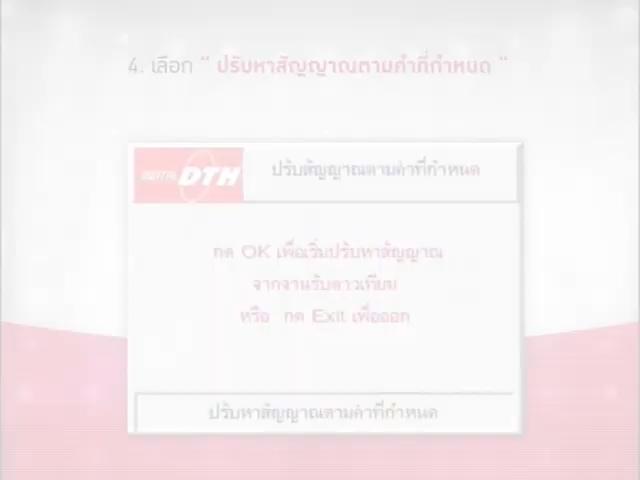 4. เลือก " ปรับหาสัญญาณตามค่าที่กำหนด "
DIGITAL DTH
ปรับสัญญาณตามค่าที่กำหนด
กด OK เพื่อเริ่มปรับหาสัญญาณ
จากจานรับดาวเทียม
หรือ กด Exit เพื่อออก
ปรับหาสัญญาณตามค่าที่กำหนด